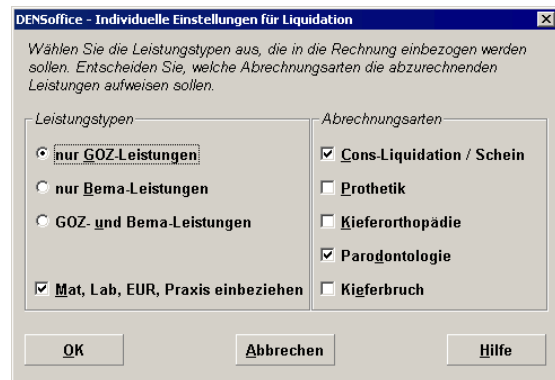 DENSoffice - Individuelle Einstellungen für Liquidation
Wählen Sie die Leistungstypen aus, die in die Rechnung einbezogen werden
sollen. Entscheiden Sie, welche Abrechnungsarten die abzurechnenden
Leistungen aufweisen sollen.
Leistungstypen
nur GOZ-Leistungen
nur Bema-Leistungen
GOZ- und Bema-Leistungen
Mat, Lab, EUR, Praxis einbeziehen
Abrechnungsarten
Cons-Liquidation / Schein
Prothetik
Kieferorthopädie
Parodontologie
Kieferbruch
OK
Abbrechen
Hilfe